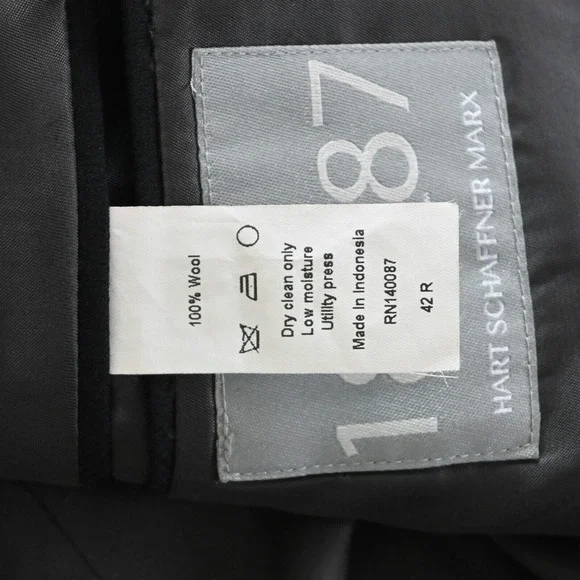 100% Wool
Dry clean only
Low moisture
Utility press
Made In Indonesia
RN140087
42 R
1887
HART SCHAFFNER MARX